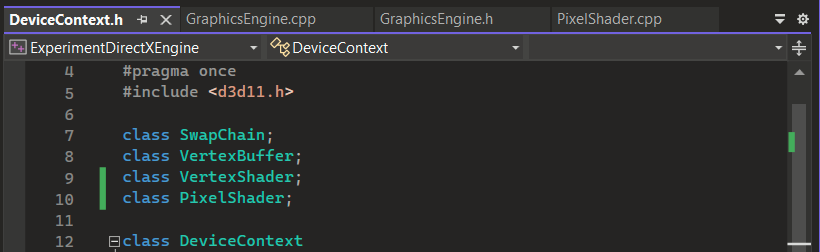 DeviceContext.h GraphicsEngine.cpp GraphicsEngine.h PixelShader.cpp
ExperimentDirectXEngine DeviceContext
4 #pragma once
5 #include <d3d11.h>
6
7 class SwapChain;
8 class VertexBuffer;
9 class VertexShader;
10 class PixelShader;
11
12 class DeviceContext